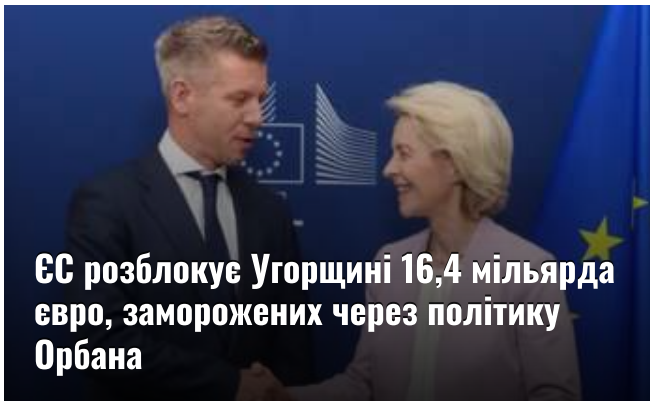 ЄС розблокує Угорщині 16,4 мільярда
євро, заморожених через політику
Орбана